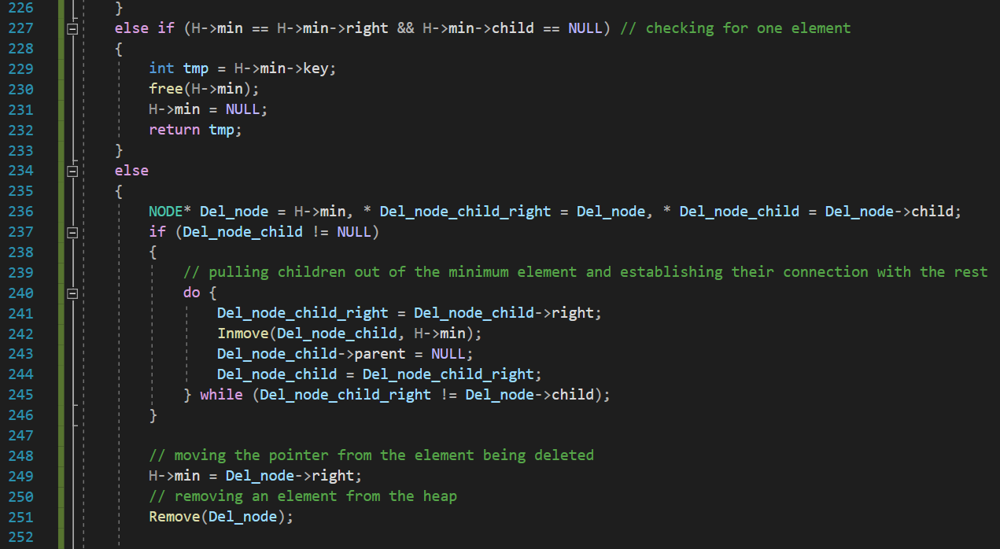 226 }
227 else if (H->min == H->min->right && H->min->child == NULL) // checking for one element
228 {
229 int tmp = H->min->key;
230 free(H->min);
231 H->min = NULL;
232 return tmp;
233 }
234 else
235 {
236 NODE* Del_node = H->min, * Del_node_child_right = Del_node, * Del_node_child = Del_node->child;
237 if (Del_node_child != NULL)
238 {
239 // pulling children out of the minimum element and establishing their connection with the rest
240 do {
241 Del_node_child_right = Del_node_child->right;
242 Inmove(Del_node_child, H->min);
243 Del_node_child->parent = NULL;
244 Del_node_child = Del_node_child_right;
245 } while (Del_node_child_right != Del_node->child);
246 }
247
248 // moving the pointer from the element being deleted
249 H->min = Del_node->right;
250 // removing an element from the heap
251 Remove(Del_node);
252